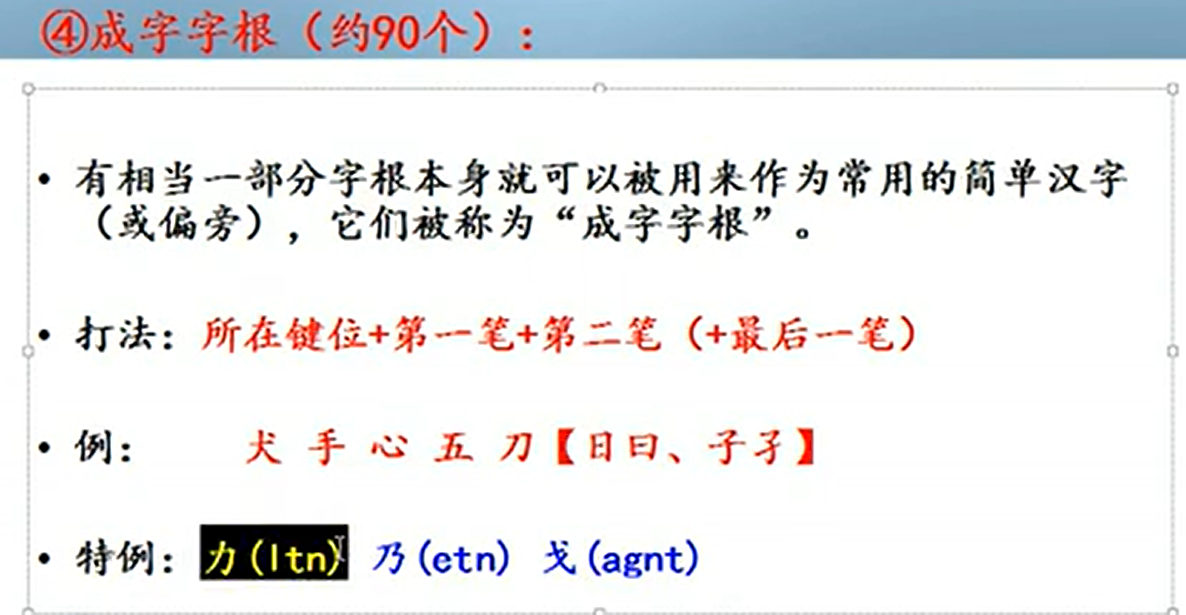 ④成字字根（约90个）：
• 有相当一部分字根本身就可以被用来作为常用的简单汉字
（或偏旁），它们被称为“成字字根”。
• 打法：所在键位+第一笔+第二笔（+最后一笔）
• 例： 犬 手 心 五 刀【日曰、子孑】
• 特例：力(ltn) 乃(etn) 戈(agnt)